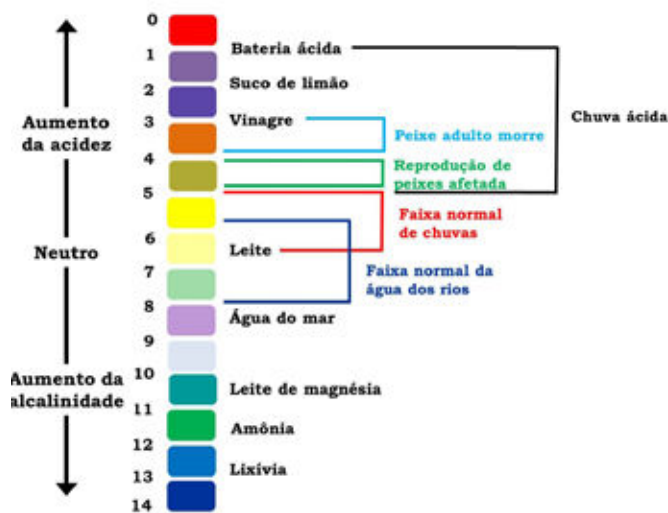 0
1
Bateria ácida
2
Suco de limão
3
Vinagre
Chuva ácida
Aumento
da acidez
Peixe adulto morre
4
Reprodução de
peixes afetada
5
Faixa normal
de chuvas
6
Neutro
Leite
Faixa normal da
água dos rios
7
8
Água do mar
9
10
Aumento da
alcalinidade
Leite de magnésia
11
Amônia
12
Lixívia
13
14